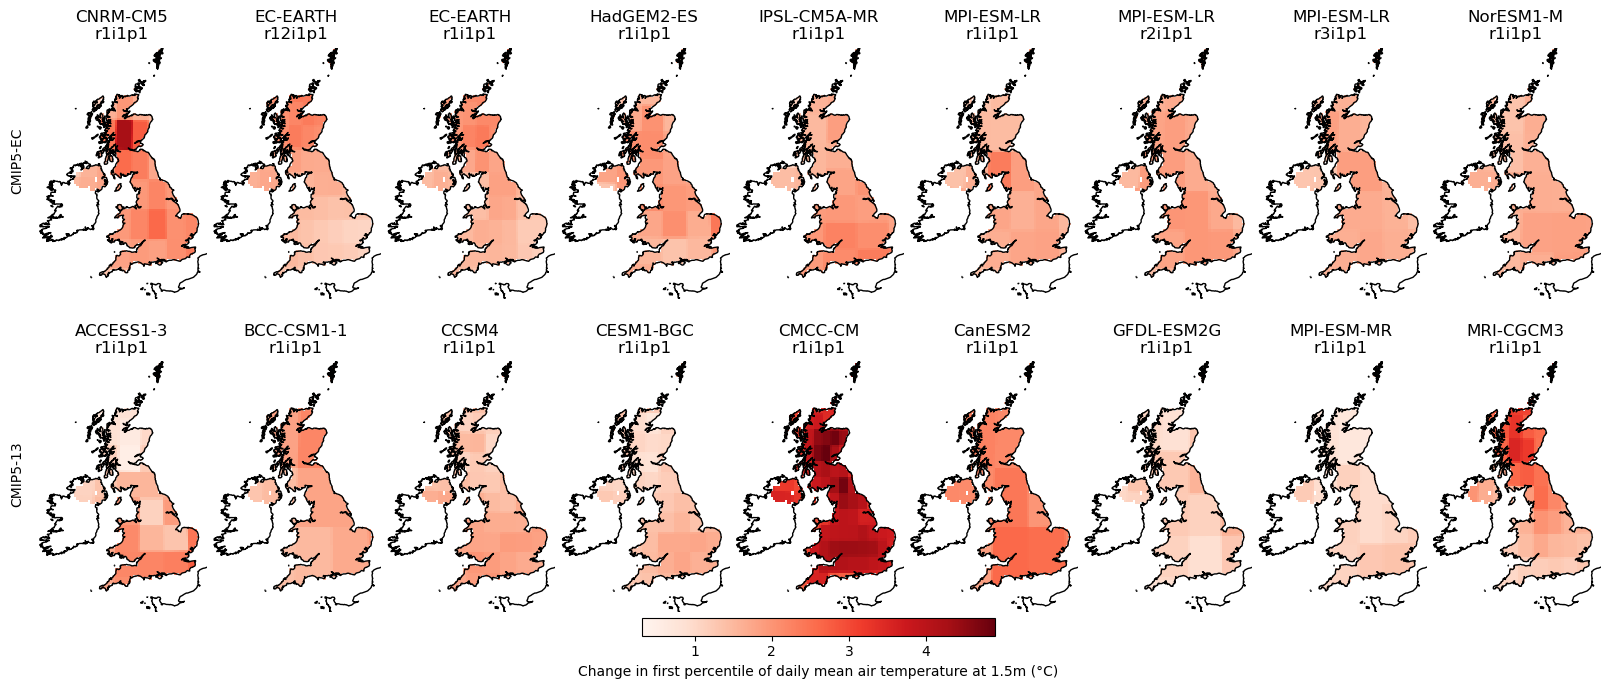 CNRM-CM5 EC-EARTH EC-EARTH HadGEM2-ES IPSL-CM5A-MR MPI-ESM-LR MPI-ESM-LR MPI-ESM-LR NorESM1-M
r1i1p1 r12i1p1 r1i1p1 r1i1p1 r1i1p1 r1i1p1 r2i1p1 r3i1p1 r1i1p1
CMIP5-EC
ACCESS1-3 BCC-CSM1-1 CCSM4 CESM1-BGC CMCC-CM CanESM2 GFDL-ESM2G MPI-ESM-MR MRI-CGCM3
r1i1p1 r1i1p1 r1i1p1 r1i1p1 r1i1p1 r1i1p1 r1i1p1 r1i1p1 r1i1p1
CMIP5-13
1 2 3 4
Change in first percentile of daily mean air temperature at 1.5m (°C)